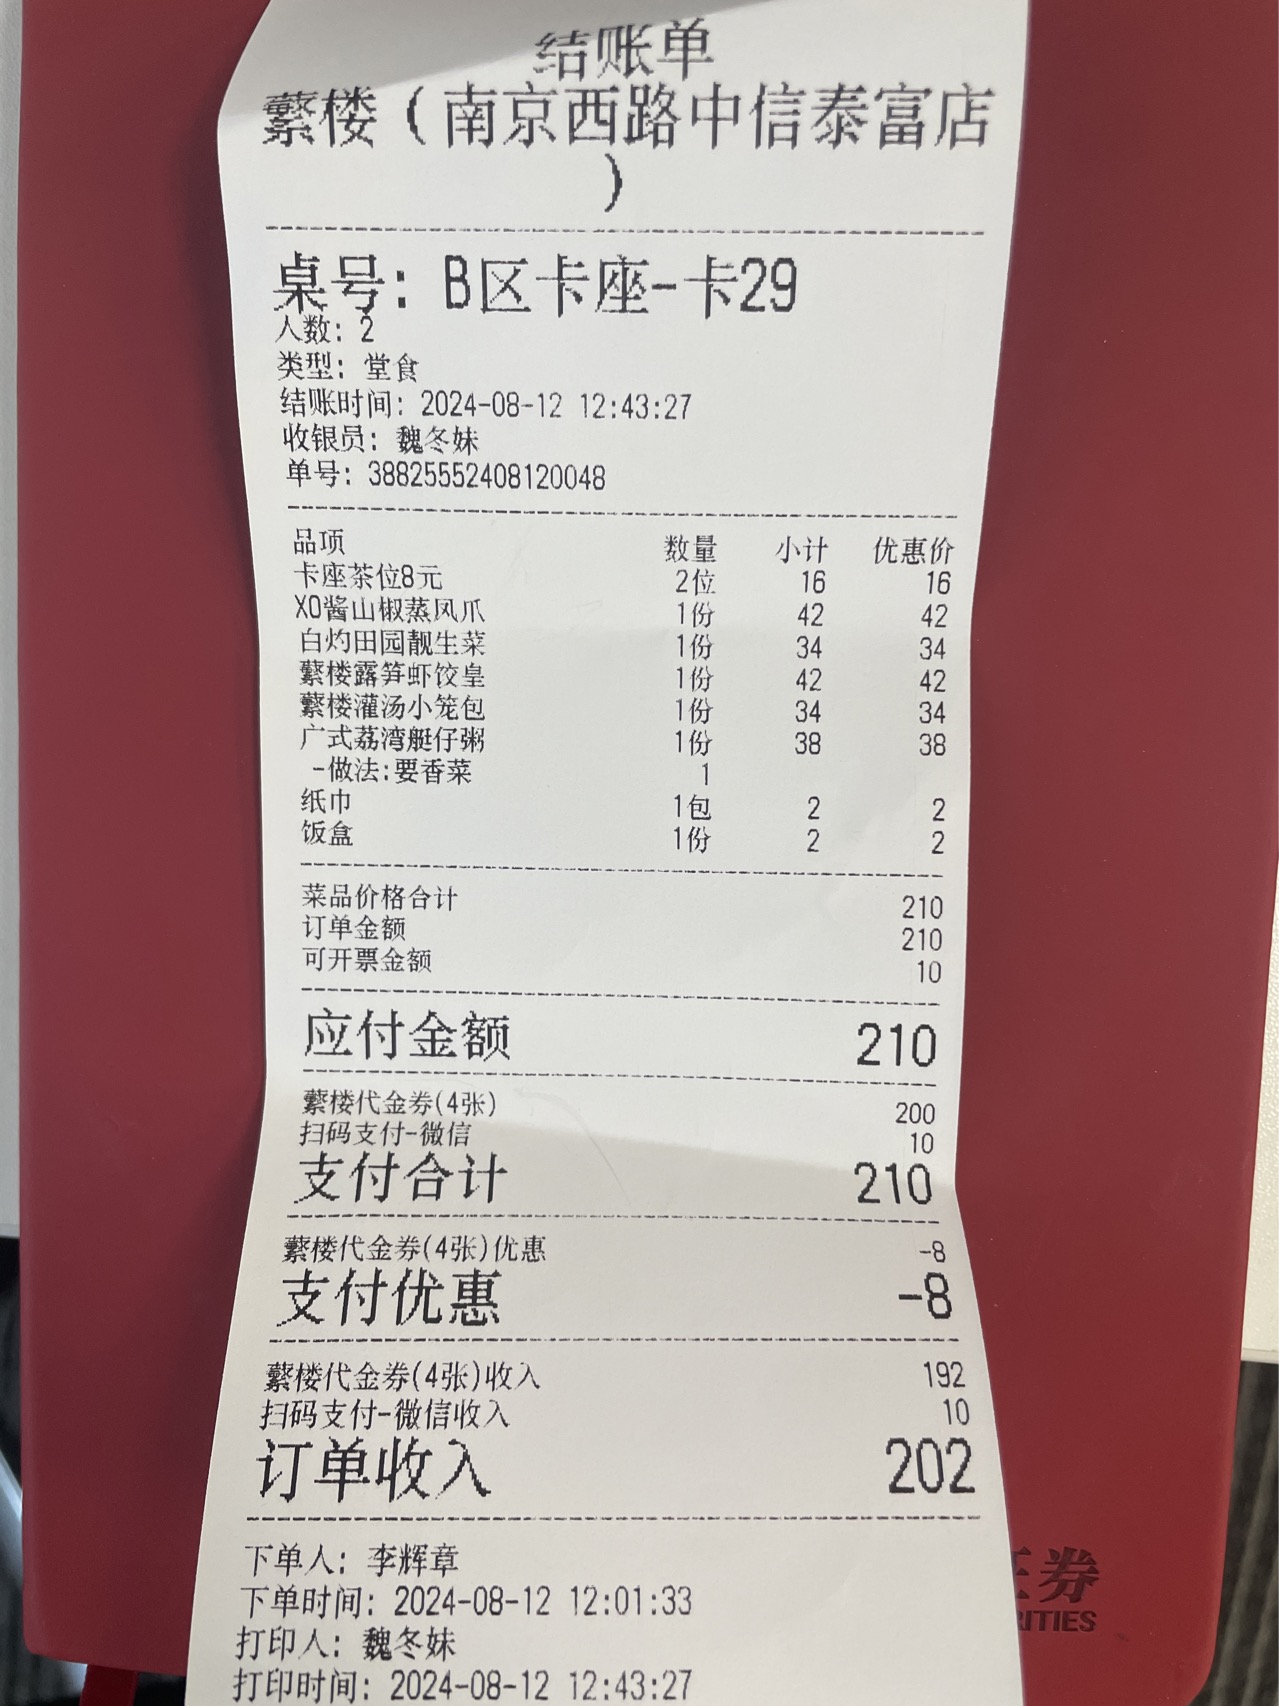 结账单
蘩楼（南京西路中信泰富店
）
桌号: B区卡座-卡29
人数: 2
类型: 堂食
结账时间: 2024-08-12 12:43:27
收银员: 魏冬妹
单号: 38825552408120048
品项 数量 小计 优惠价
卡座茶位8元 2位 16 16
XO酱山椒蒸凤爪 1份 42 42
白灼田园靓生菜 1份 34 34
蘩楼露笋虾饺皇 1份 42 42
蘩楼灌汤小笼包 1份 34 34
广式荔湾艇仔粥 1份 38 38
-做法:要香菜 1
纸巾 1包 2 2
饭盒 1份 2 2
菜品价格合计 210
订单金额 210
可开票金额 10
应付金额 210
蘩楼代金券(4张) 200
扫码支付-微信 10
支付合计 210
蘩楼代金券(4张)优惠 -8
支付优惠 -8
蘩楼代金券(4张)收入 192
扫码支付-微信收入 10
订单收入 202
下单人: 李辉章
下单时间: 2024-08-12 12:01:33
打印人: 魏冬妹
打印时间: 2024-08-12 12:43:27
券